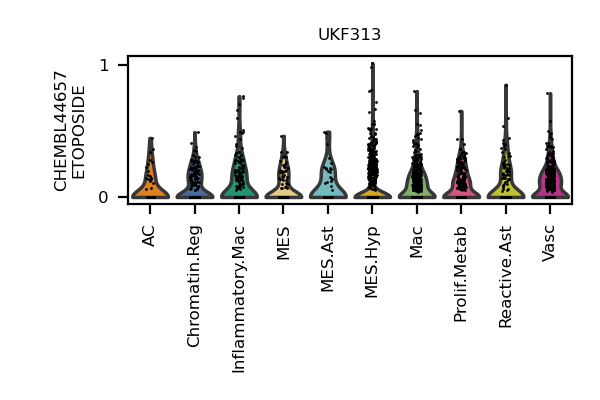 UKF313
CHEMBL44657
ETOPOSIDE
1
0
AC
Chromatin.Reg
Inflammatory.Mac
MES
MES.Ast
MES.Hyp
Mac
Prolif.Metab
Reactive.Ast
Vasc